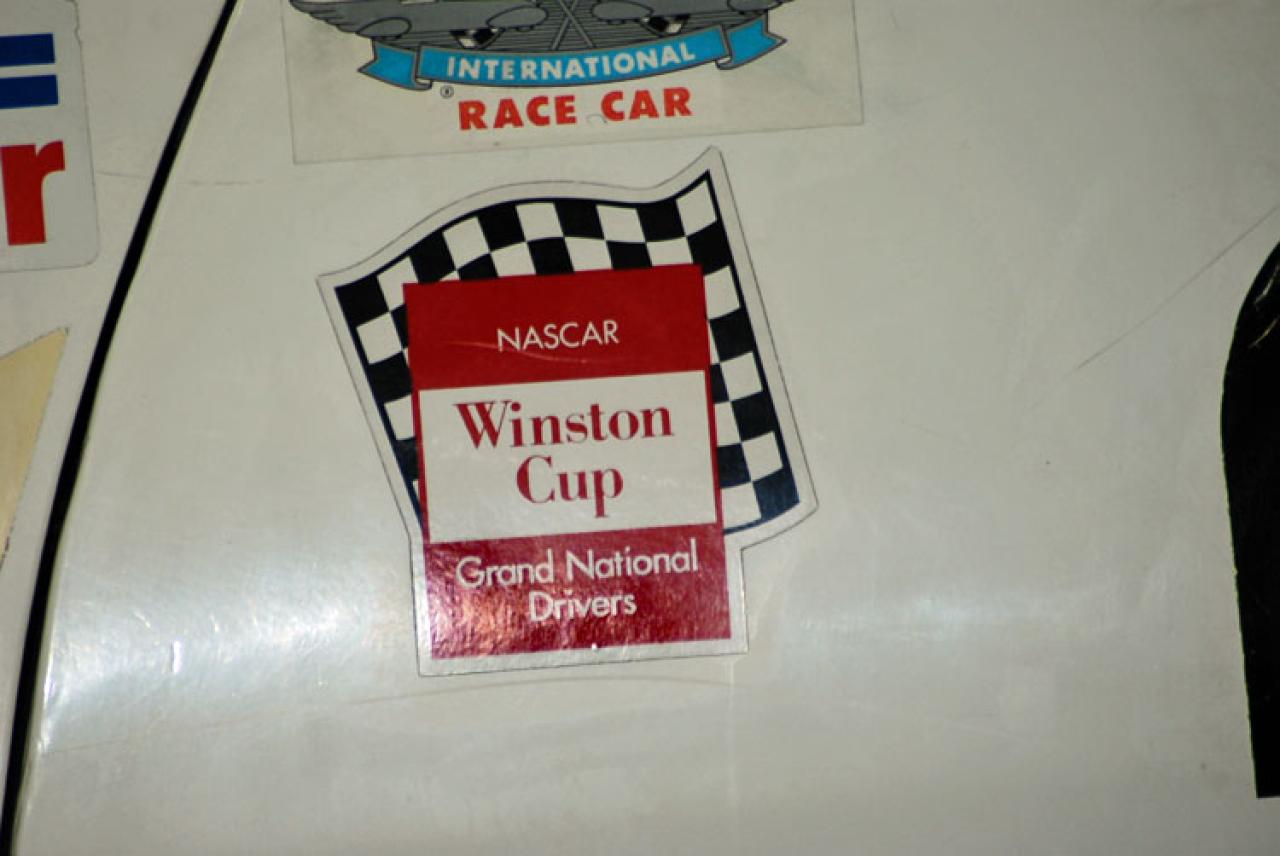 INTERNATIONAL
® RACE CAR
r
NASCAR
Winston
Cup
Grand National
Drivers